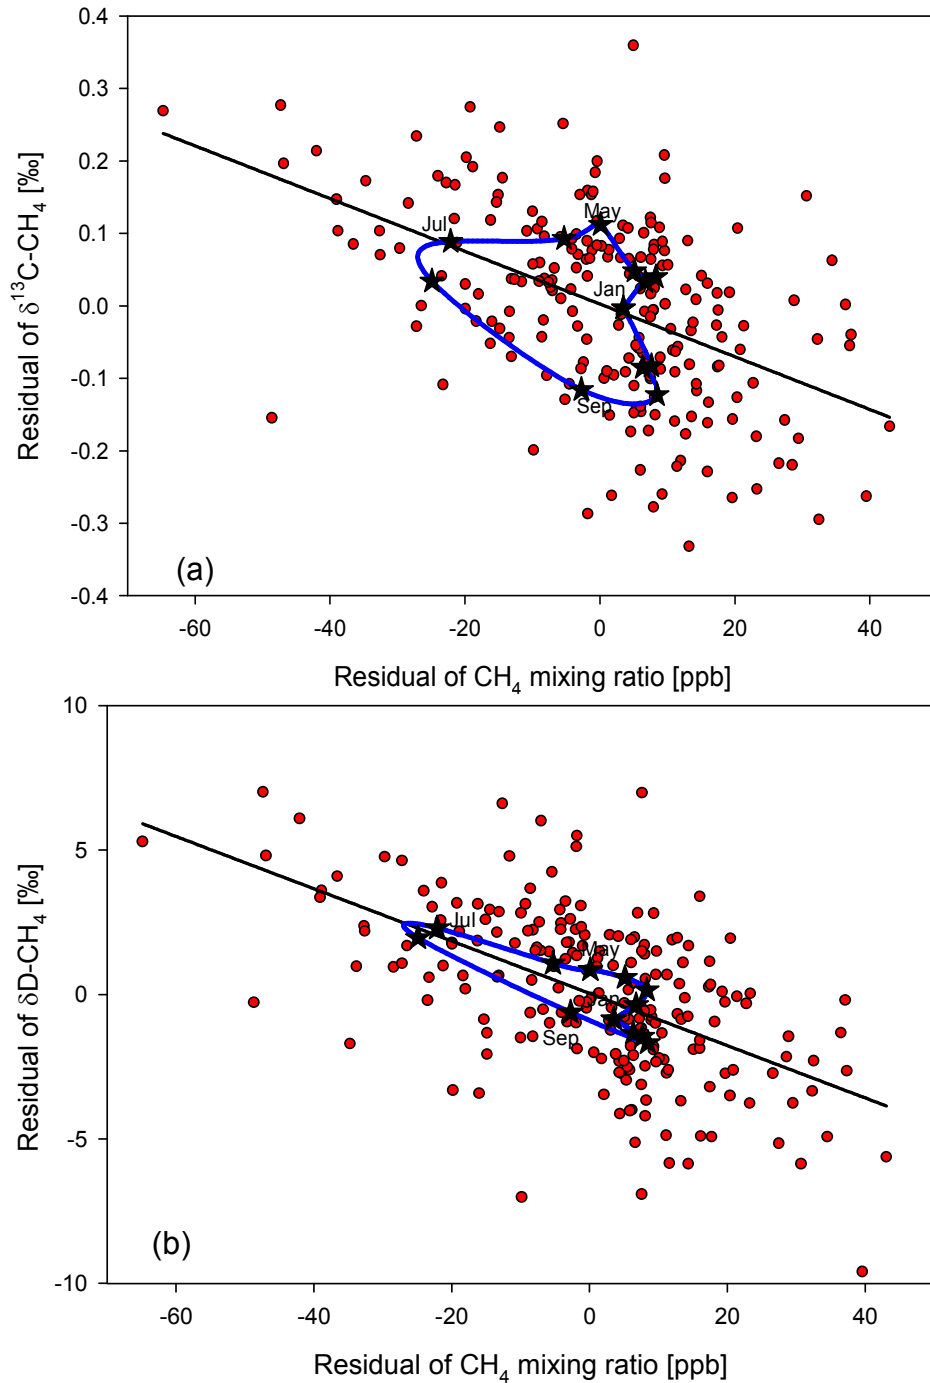 0.4
0.3
0.2
0.1
0.0
-0.1
-0.2
-0.3
-0.4
Residual of δ¹³C-CH₄ [‰]
May
Jul
Jan
Sep
(a)
-60 -40 -20 0 20 40
Residual of CH₄ mixing ratio [ppb]
10
5
0
-5
-10
Residual of δD-CH₄ [‰]
Jul
May
Jan
Sep
(b)
-60 -40 -20 0 20 40
Residual of CH₄ mixing ratio [ppb]